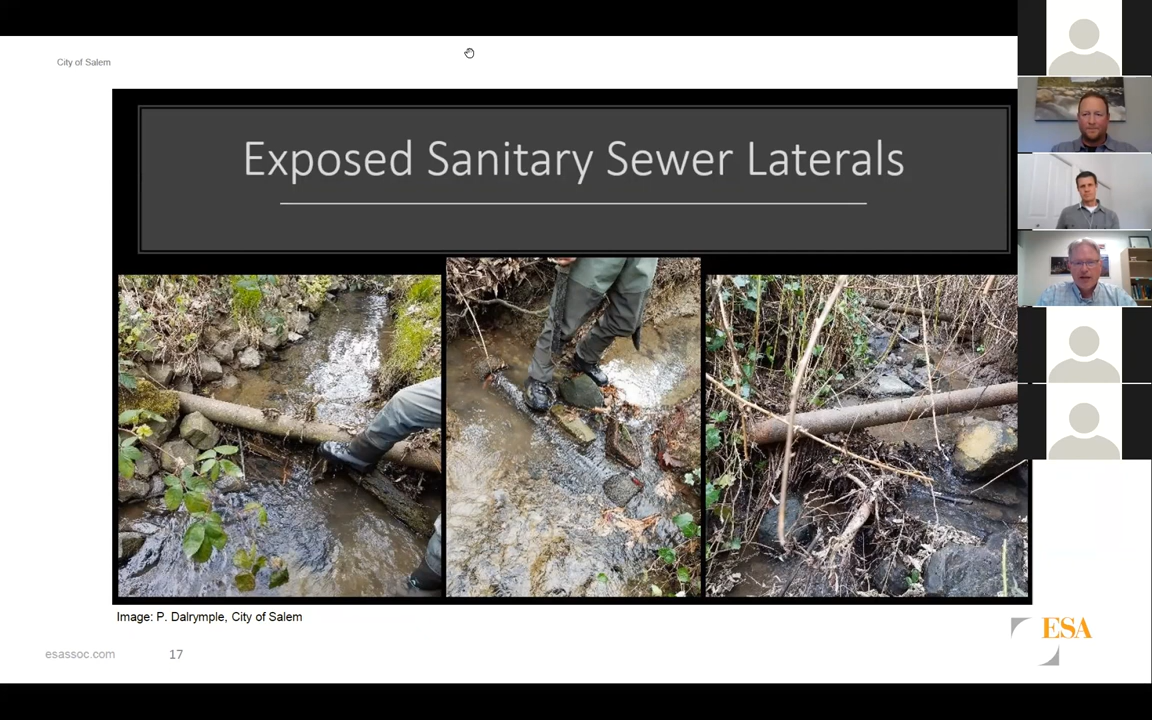 City of Salem
Exposed Sanitary Sewer Laterals
Image: P. Dalrymple, City of Salem
esassoc.com
17
ESA